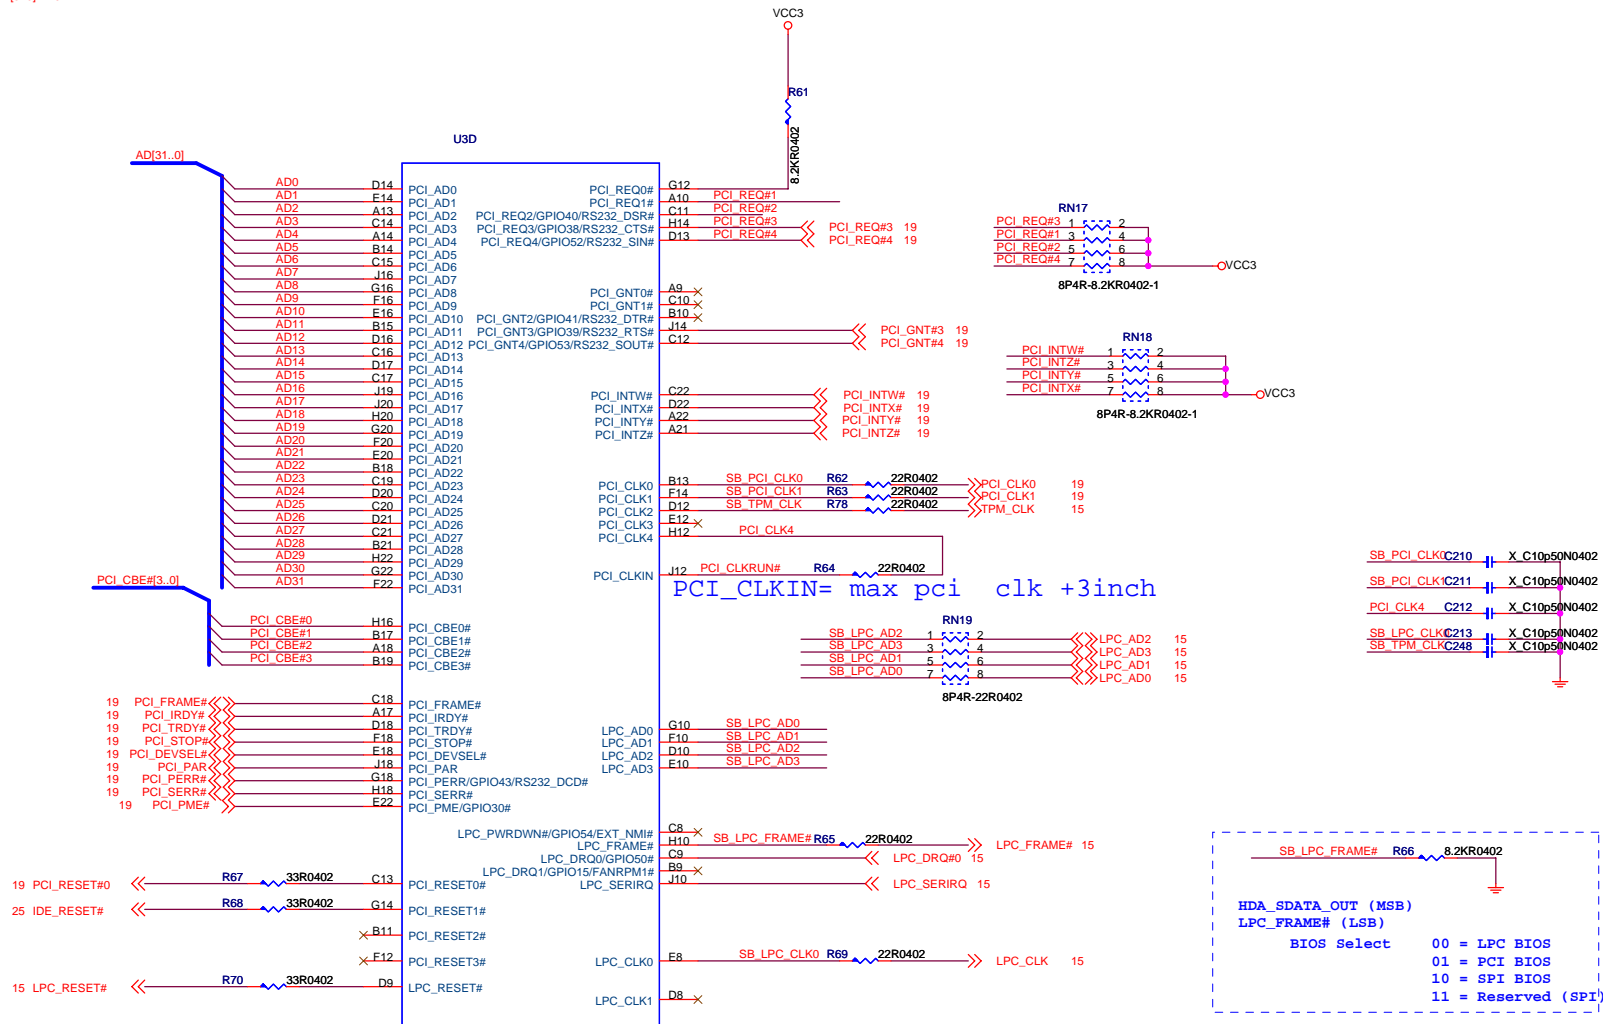 VCC3
R61
8.2KR0402
U3D
AD[31..0]
AD0 D14 PCI_AD0 PCI_REQ0# G12
AD1 E14 PCI_AD1 PCI_REQ1# A10 PCI_REQ#1
AD2 A13 PCI_AD2 PCI_REQ2/GPIO40/RS232_DSR# C11 PCI_REQ#2
AD3 C14 PCI_AD3 PCI_REQ3/GPIO38/RS232_CTS# H14 PCI_REQ#3 PCI_REQ#3 19
AD4 A14 PCI_AD4 PCI_REQ4/GPIO52/RS232_SIN# D13 PCI_REQ#4 PCI_REQ#4 19
AD5 B14 PCI_AD5
AD6 C15 PCI_AD6
AD7 J16 PCI_AD7
AD8 G16 PCI_AD8 PCI_GNT0# A9
AD9 F16 PCI_AD9 PCI_GNT1# C10
AD10 E16 PCI_AD10 PCI_GNT2/GPIO41/RS232_DTR# B10
AD11 B15 PCI_AD11 PCI_GNT3/GPIO39/RS232_RTS# J14 PCI_GNT#3 19
AD12 D16 PCI_AD12 PCI_GNT4/GPIO53/RS232_SOUT# C12 PCI_GNT#4 19
AD13 C16 PCI_AD13
AD14 D17 PCI_AD14
AD15 C17 PCI_AD15
AD16 J19 PCI_AD16 PCI_INTW# C22 PCI_INTW# 19
AD17 J20 PCI_AD17 PCI_INTX# D22 PCI_INTX# 19
AD18 H20 PCI_AD18 PCI_INTY# A22 PCI_INTY# 19
AD19 G20 PCI_AD19 PCI_INTZ# A21 PCI_INTZ# 19
AD20 F20 PCI_AD20
AD21 E20 PCI_AD21
AD22 B18 PCI_AD22
AD23 C19 PCI_AD23 PCI_CLK0 B13 SB_PCI_CLK0 R62 22R0402 PCI_CLK0 19
AD24 D20 PCI_AD24 PCI_CLK1 F14 SB_PCI_CLK1 R63 22R0402 PCI_CLK1 19
AD25 C20 PCI_AD25 PCI_CLK2 D12 SB_TPM_CLK R78 22R0402 TPM_CLK 15
AD26 D21 PCI_AD26 PCI_CLK3 E12
AD27 C21 PCI_AD27 PCI_CLK4 H12 PCI_CLK4
AD28 B21 PCI_AD28
AD29 H22 PCI_AD29
AD30 G22 PCI_AD30 PCI_CLKIN J12 PCI_CLKRUN# R64 22R0402
AD31 F22 PCI_AD31
PCI_CLKIN= max pci clk +3inch
PCI_CBE#[3..0]
PCI_CBE#0 H16 PCI_CBE0#
PCI_CBE#1 B17 PCI_CBE1#
PCI_CBE#2 A18 PCI_CBE2#
PCI_CBE#3 B19 PCI_CBE3#
19 PCI_FRAME# C18 PCI_FRAME#
19 PCI_IRDY# A17 PCI_IRDY#
19 PCI_TRDY# D18 PCI_TRDY# LPC_AD0 G10 SB_LPC_AD0
19 PCI_STOP# F18 PCI_STOP# LPC_AD1 F10 SB_LPC_AD1
19 PCI_DEVSEL# E18 PCI_DEVSEL# LPC_AD2 D10 SB_LPC_AD2
19 PCI_PAR J18 PCI_PAR LPC_AD3 E10 SB_LPC_AD3
19 PCI_PERR# G18 PCI_PERR/GPIO43/RS232_DCD#
19 PCI_SERR# H18 PCI_SERR#
19 PCI_PME# E22 PCI_PME/GPIO30#
LPC_PWRDWN#/GPIO54/EXT_NMI# C8
LPC_FRAME# H10 SB_LPC_FRAME# R65 22R0402 LPC_FRAME# 15
LPC_DRQ0/GPIO50# C9 LPC_DRQ#0 15
LPC_DRQ1/GPIO15/FANRPM1# B9
LPC_SERIRQ J10 LPC_SERIRQ 15
19 PCI_RESET#0 R67 33R0402 C13 PCI_RESET0#
25 IDE_RESET# R68 33R0402 G14 PCI_RESET1#
B11 PCI_RESET2#
F12 PCI_RESET3# LPC_CLK0 E8 SB_LPC_CLK0 R69 22R0402 LPC_CLK 15
15 LPC_RESET# R70 33R0402 D9 LPC_RESET#
LPC_CLK1 D8
RN17
PCI_REQ#3 1 2
PCI_REQ#1 3 4
PCI_REQ#2 5 6
PCI_REQ#4 7 8 VCC3
8P4R-8.2KR0402-1
RN18
PCI_INTW# 1 2
PCI_INTZ# 3 4
PCI_INTY# 5 6
PCI_INTX# 7 8 VCC3
8P4R-8.2KR0402-1
RN19
SB_LPC_AD2 1 2 LPC_AD2 15
SB_LPC_AD3 3 4 LPC_AD3 15
SB_LPC_AD1 5 6 LPC_AD1 15
SB_LPC_AD0 7 8 LPC_AD0 15
8P4R-22R0402
SB_PCI_CLK0 C210 X_C10p50N0402
SB_PCI_CLK1 C211 X_C10p50N0402
PCI_CLK4 C212 X_C10p50N0402
SB_LPC_CLK0 C213 X_C10p50N0402
SB_TPM_CLK C248 X_C10p50N0402
SB_LPC_FRAME# R66 8.2KR0402
HDA_SDATA_OUT (MSB)
LPC_FRAME# (LSB)
BIOS Select 00 = LPC BIOS
01 = PCI BIOS
10 = SPI BIOS
11 = Reserved (SPI)